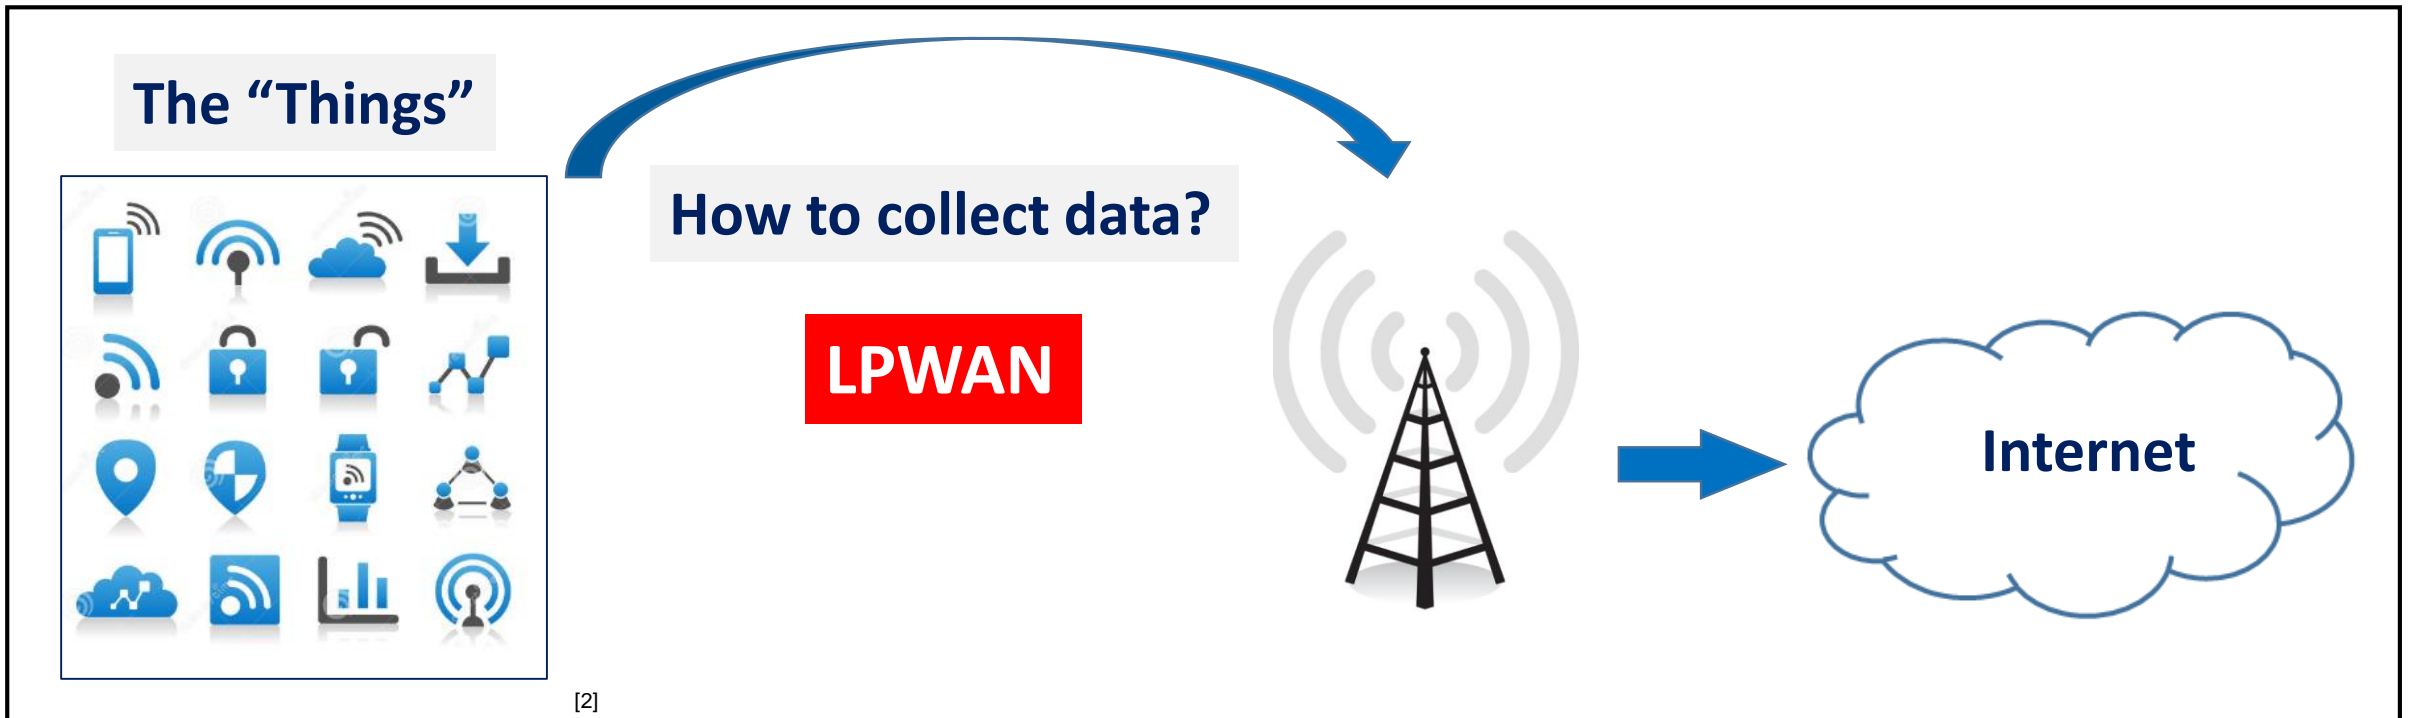 The “Things”
How to collect data?
LPWAN
Internet
[2]